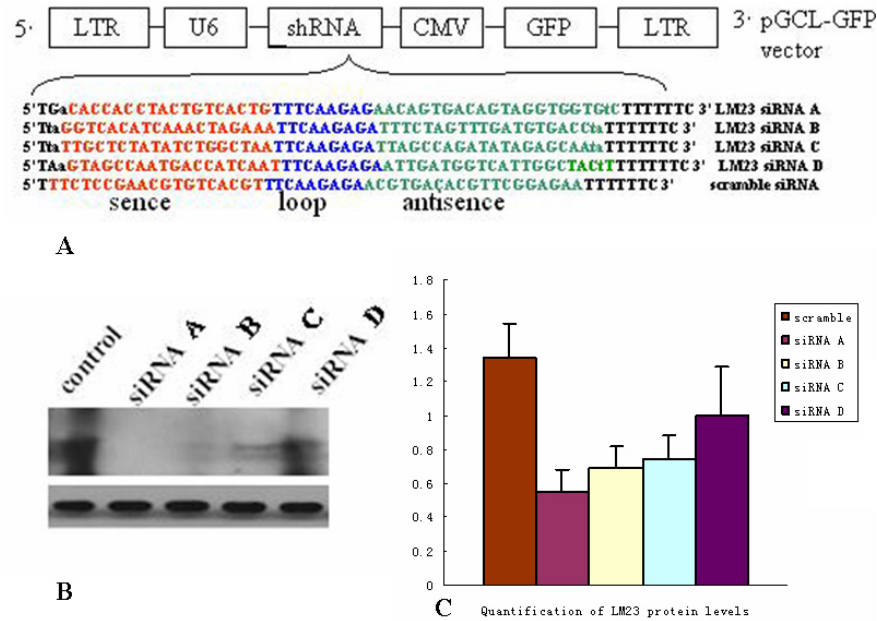 5· LTR U6 shRNA CMV GFP LTR 3· pGCL-GFP
vector
5'TGaCACCACCTACTGTCACTGTTTCAAGAGAACAGTGACAGTAGGTGGTGtCTTTTTTC 3' LM23 siRNA A
5'TtaGGTCACATCAAACTAGAAATTCAAGAGATTTCTAGTTTGATGTGACCtaTTTTTTC 3' LM23 siRNA B
5'TtaTTGCTCTATATCTGGCTAATTCAAGAGATTAGCCAGATATAGAGCAAtaTTTTTTC 3' LM23 siRNA C
5'TAaGTAGCCAATGACCATCAATTTCAAGAGAATTGATGGTCATTGGCTACtTTTTTTTC 3' LM23 siRNA D
5'TTTCTCCGAACGTGTCACGTTTCAAGAGAACGTGACACGTTCGGAGAATTTTTTC 3' scramble siRNA
sence loop antisence
A
control siRNA A siRNA B siRNA C siRNA D
B
1.8
1.6
1.4
1.2
1
0.8
0.6
0.4
0.2
0
scramble
siRNA A
siRNA B
siRNA C
siRNA D
C Quantification of LM23 protein levels